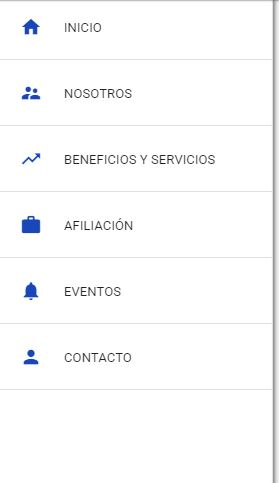 INICIO
NOSOTROS
BENEFICIOS Y SERVICIOS
AFILIACIÓN
EVENTOS
CONTACTO